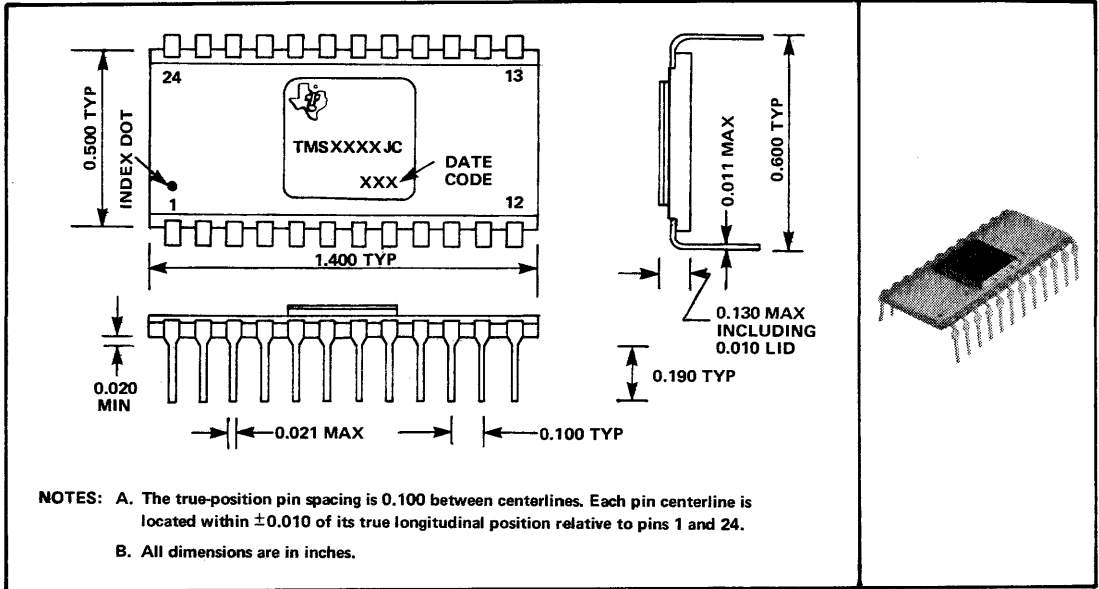 24
13
0.500 TYP
INDEX DOT
TMSXXXXJC
XXX
DATE
CODE
1
12
1.400 TYP
0.011 MAX
0.600 TYP
0.130 MAX
INCLUDING
0.010 LID
0.020
MIN
0.190 TYP
0.021 MAX
0.100 TYP
NOTES: A. The true-position pin spacing is 0.100 between centerlines. Each pin centerline is
located within ±0.010 of its true longitudinal position relative to pins 1 and 24.
B. All dimensions are in inches.